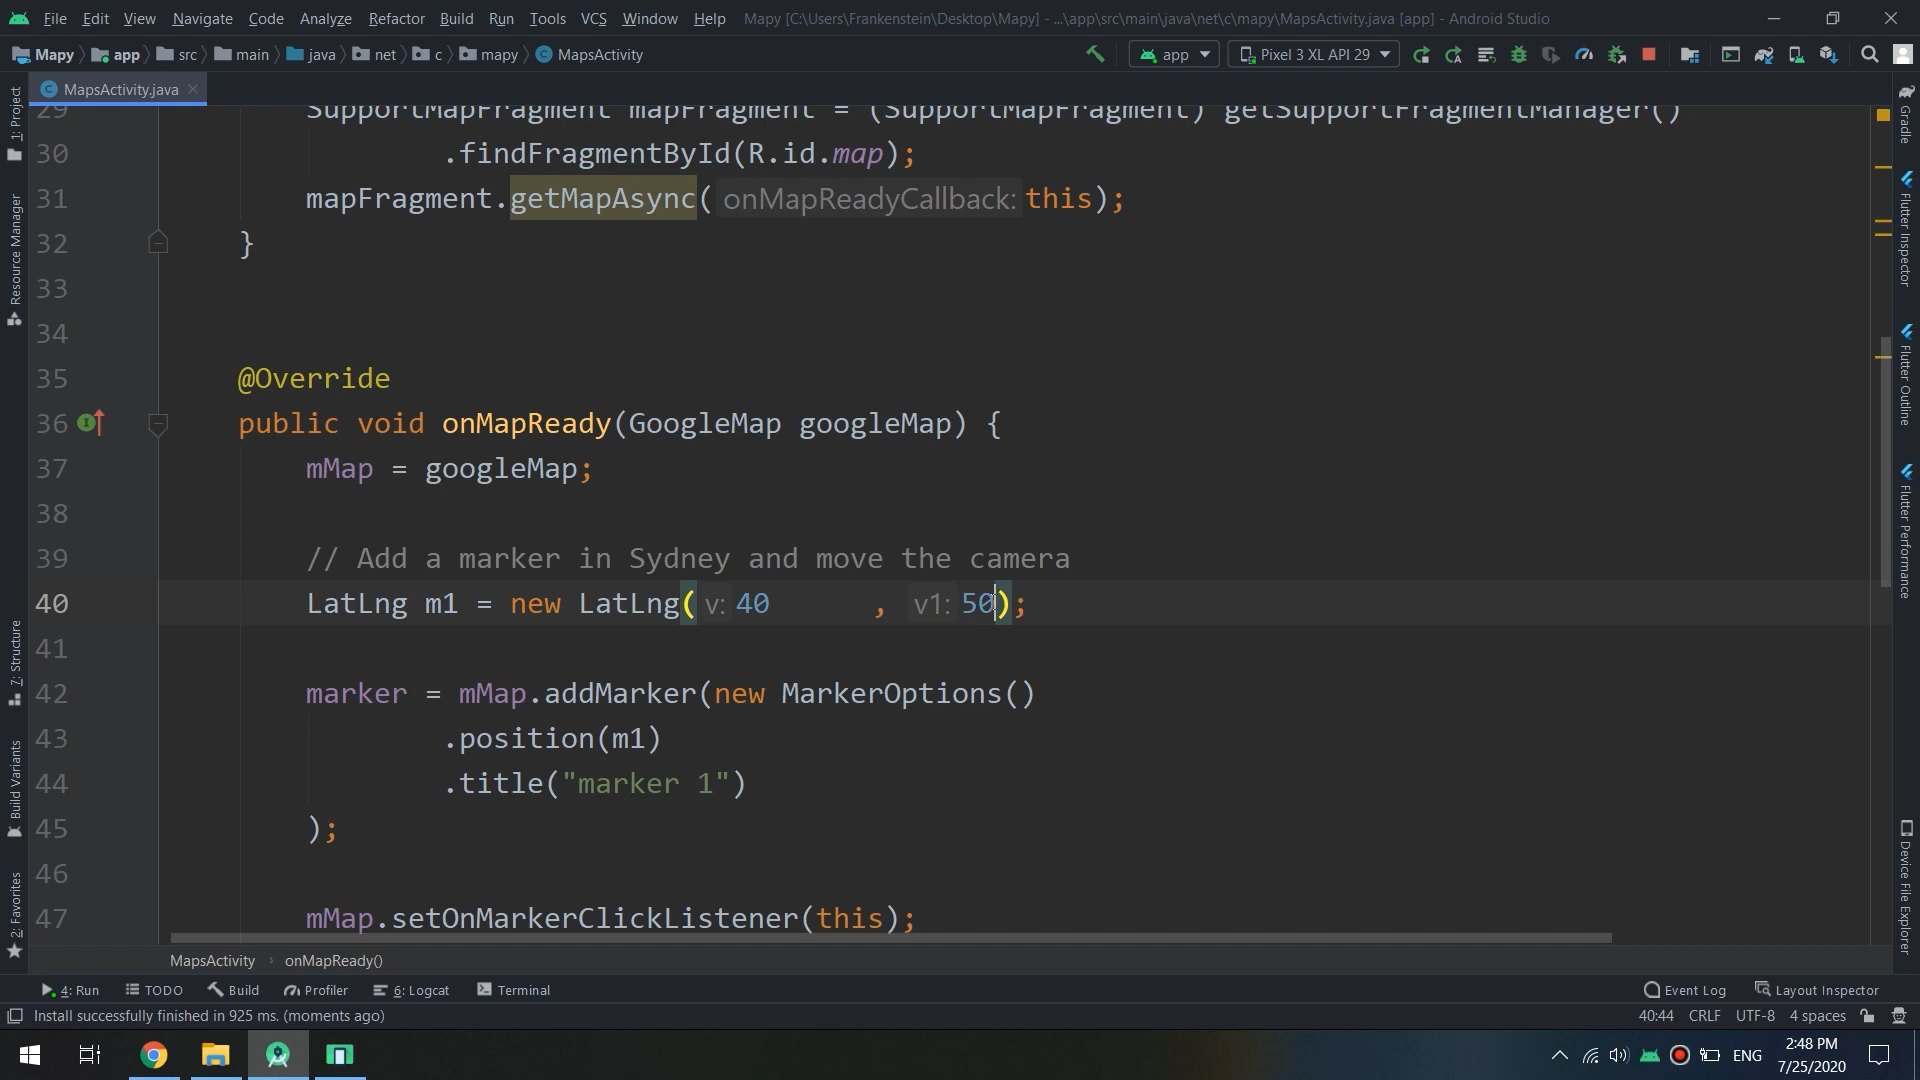 File Edit View Navigate Code Analyze Refactor Build Run Tools VCS Window Help Mapy [C:\Users\Frankenstein\Desktop\Mapy] - ...\app\src\main\java\net\c\mapy\MapsActivity.java [app] - Android Studio
Mapy app src main java net c mapy MapsActivity app Pixel 3 XL API 29
MapsActivity.java
29 SupportMapFragment mapFragment = (SupportMapFragment) getSupportFragmentManager()
30 .findFragmentById(R.id.map);
31 mapFragment.getMapAsync( onMapReadyCallback: this);
32 }
33
34
35 @Override
36 public void onMapReady(GoogleMap googleMap) {
37 mMap = googleMap;
38
39 // Add a marker in Sydney and move the camera
40 LatLng m1 = new LatLng( v: 40 , v1: 50);
41
42 marker = mMap.addMarker(new MarkerOptions()
43 .position(m1)
44 .title("marker 1")
45 );
46
47 mMap.setOnMarkerClickListener(this);
1: Project
Resource Manager
7: Structure
Build Variants
2: Favorites
Gradle
Flutter Inspector
Flutter Outline
Flutter Performance
Device File Explorer
MapsActivity onMapReady()
4: Run TODO Build Profiler 6: Logcat Terminal Event Log Layout Inspector
Install successfully finished in 925 ms. (moments ago) 40:44 CRLF UTF-8 4 spaces
ENG
2:48 PM
7/25/2020